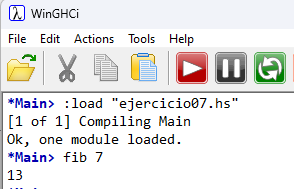 WinGHCi
File Edit Actions Tools Help
*Main> :load "ejercicio07.hs"
[1 of 1] Compiling Main
Ok, one module loaded.
*Main> fib 7
13